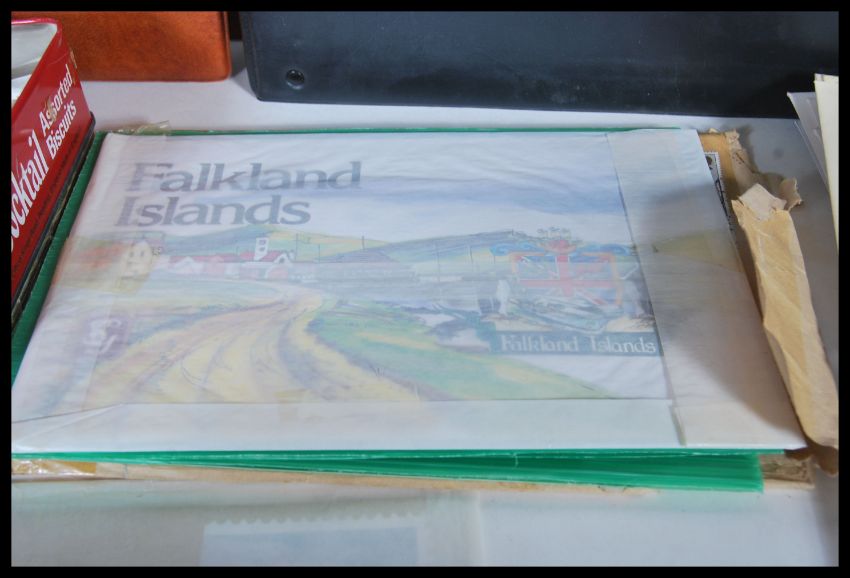 Cocktail
Assorted
Biscuits
Falkland
Islands
Falkland Islands